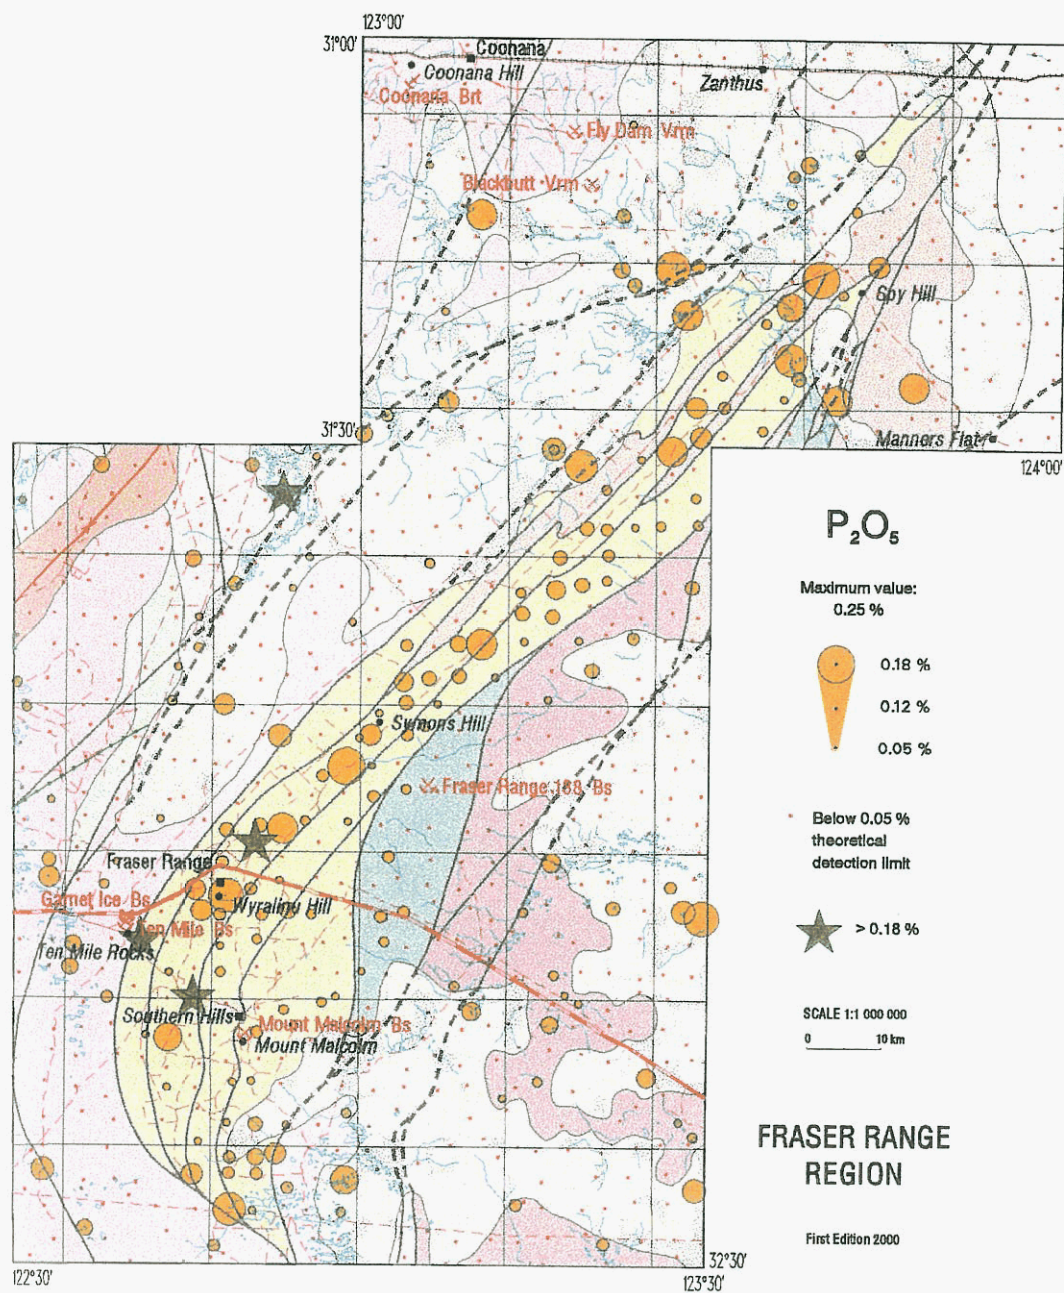 123°00'
31°00'
Coonana
Coonana Hill
Zanthus
Coonana Brt
Fly Dam Vrm
Blackbutt Vrm
Spy Hill
31°30'
Manners Flat
124°00'
P₂O₅
Maximum value:
0.25 %
0.18 %
0.12 %
0.05 %
Symons Hill
Fraser Range 188 Bs
Below 0.05 %
theoretical
detection limit
Fraser Range
Garnet Ice Bs
Wyralinu Hill
Ten Mile Bs
Ten Mile Rocks
> 0.18 %
Southern Hills
Mount Malcolm Bs
Mount Malcolm
SCALE 1:1 000 000
0 10 km
FRASER RANGE
REGION
First Edition 2000
32°30'
122°30'
123°30'